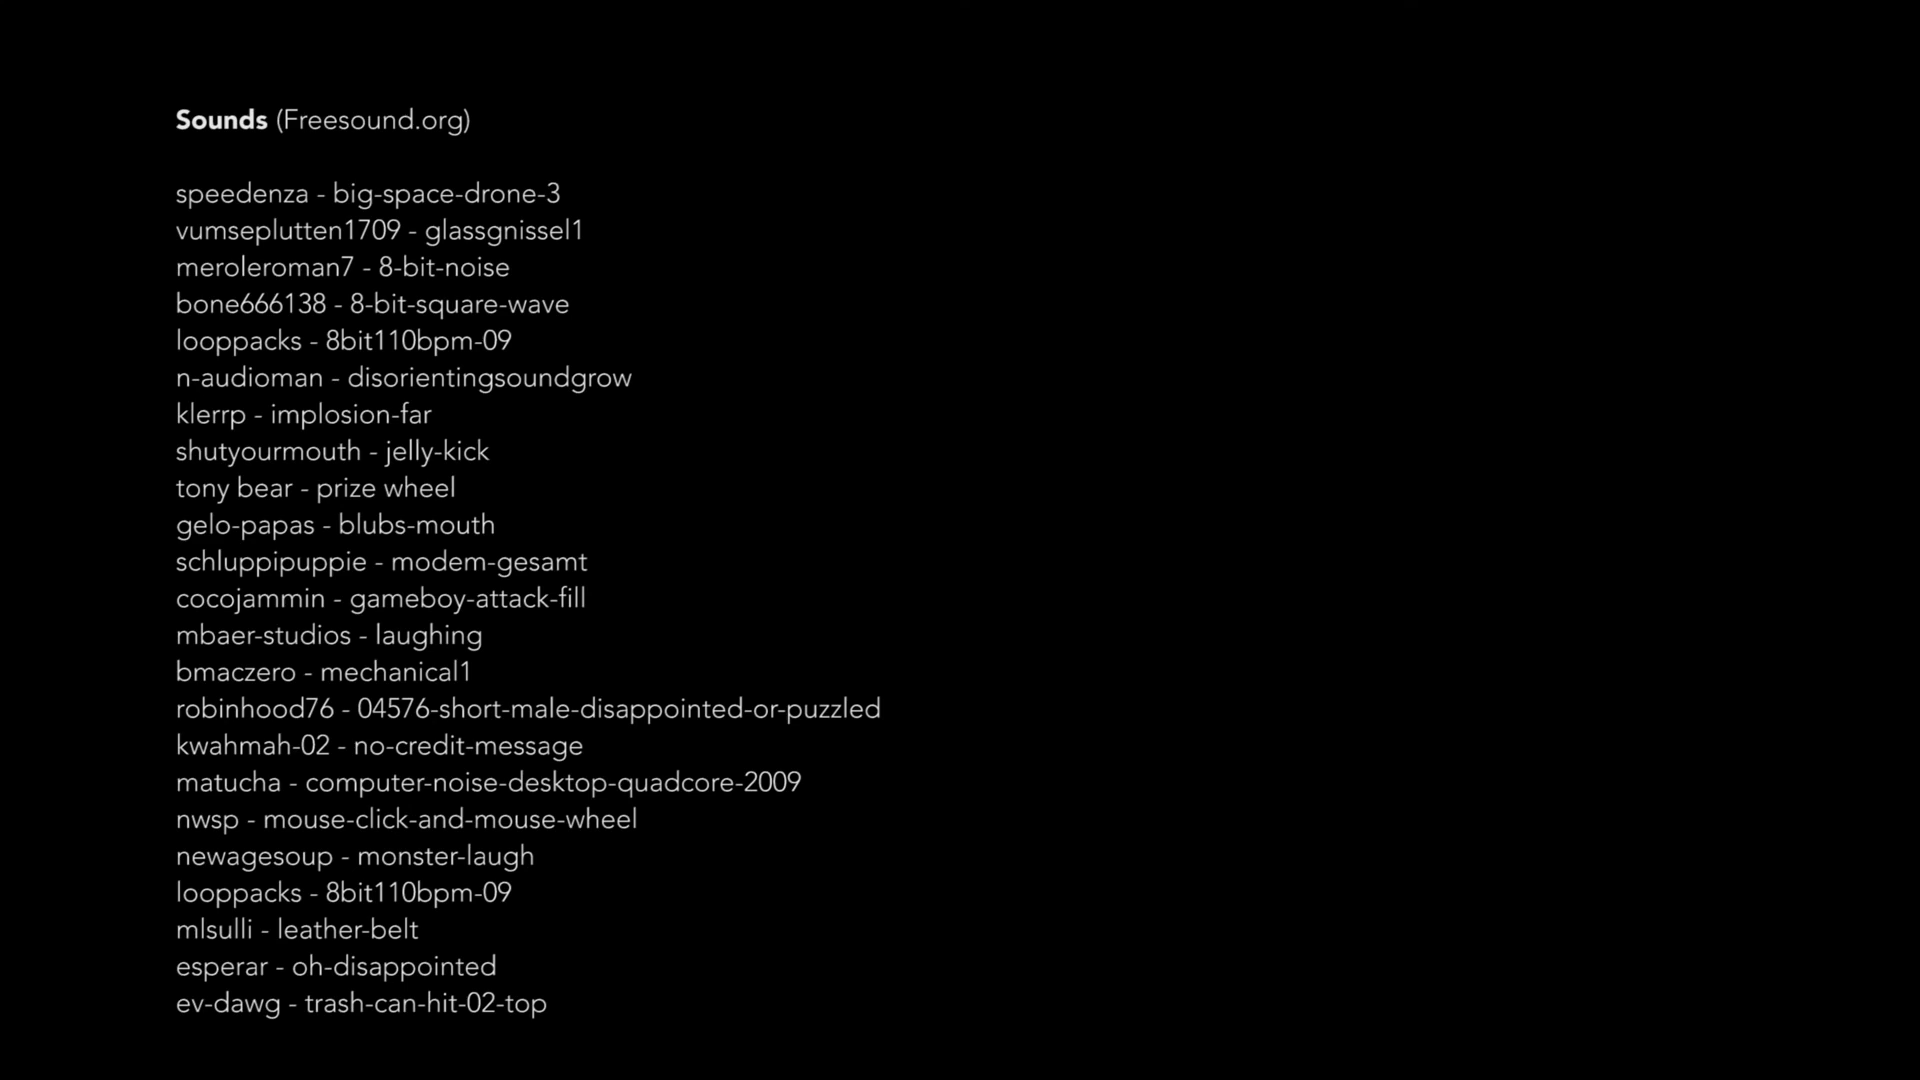 Sounds (Freesound.org)
speedenza - big-space-drone-3
vumseplutten1709 - glassgnissel1
meroleroman7 - 8-bit-noise
bone666138 - 8-bit-square-wave
looppacks - 8bit110bpm-09
n-audioman - disorientingsoundgrow
klerrp - implosion-far
shutyourmouth - jelly-kick
tony bear - prize wheel
gelo-papas - blubs-mouth
schluppipuppie - modem-gesamt
cocojammin - gameboy-attack-fill
mbaer-studios - laughing
bmaczero - mechanical1
robinhood76 - 04576-short-male-disappointed-or-puzzled
kwahmah-02 - no-credit-message
matucha - computer-noise-desktop-quadcore-2009
nwsp - mouse-click-and-mouse-wheel
newagesoup - monster-laugh
looppacks - 8bit110bpm-09
mlsulli - leather-belt
esperar - oh-disappointed
ev-dawg - trash-can-hit-02-top